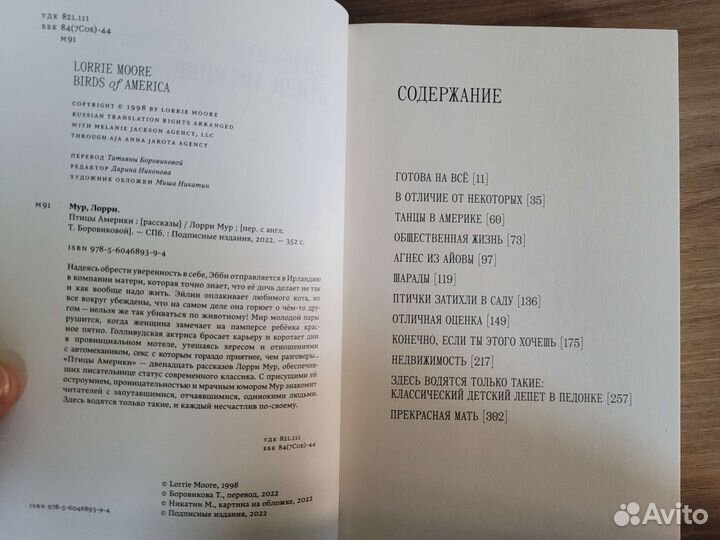 УДК 821.111
ББК 84(7Сое)-44
М91
LORRIE MOORE
BIRDS of AMERICA
COPYRIGHT © 1998 BY LORRIE MOORE
RUSSIAN TRANSLATION RIGHTS ARRANGED
WITH MELANIE JACKSON AGENCY, LLC
THROUGH AJA ANNA JAROTA AGENCY
ПЕРЕВОД Татьяны Боровиковой
РЕДАКТОР Дарина Никонова
ХУДОЖНИК ОБЛОЖКИ Миша Никатин
М91 Мур, Лорри.
Птицы Америки : [рассказы] / Лорри Мур ; [пер. с англ.
Т. Боровиковой]. — СПб. : Подписные издания, 2022. — 352 с.
ISBN 978-5-6046893-9-4
Надеясь обрести уверенность в себе, Эбби отправляется в Ирландию
в компании матери, которая точно знает, что её дочь делает не так
и как вообще надо жить. Эйлин оплакивает любимого кота, но
все вокруг убеждены, что на самом деле она горюет о чём-то дру-
гом — нельзя же так убиваться по животному! Мир молодой пары
рушится, когда женщина замечает на памперсе ребёнка крас-
ное пятно. Голливудская актриса бросает карьеру и коротает дни
в провинциальном мотеле, утешаясь хересом и отношениями
с автомехаником, секс с которым гораздо приятнее, чем разговоры…
«Птицы Америки» — двенадцать рассказов Лорри Мур, обеспечив-
ших писательнице статус современного классика. С присущими ей
остроумием, проницательностью и мрачным юмором Мур знакомит
читателей с запутавшимися, отчаявшимися, одинокими людьми.
Здесь водятся только такие, и каждый несчастлив по-своему.
УДК 821.111
ББК 84(7Сое)-44
© Lorrie Moore, 1998
© Боровикова Т., перевод, 2022
© Никатин М., картина на обложке, 2022
© Подписные издания, 2022
ISBN 978-5-6046893-9-4
СОДЕРЖАНИЕ
ГОТОВА НА ВСЁ [11]
В ОТЛИЧИЕ ОТ НЕКОТОРЫХ [35]
ТАНЦЫ В АМЕРИКЕ [60]
ОБЩЕСТВЕННАЯ ЖИЗНЬ [73]
АГНЕС ИЗ АЙОВЫ [97]
ШАРАДЫ [119]
ПТИЧКИ ЗАТИХЛИ В САДУ [136]
ОТЛИЧНАЯ ОЦЕНКА [149]
КОНЕЧНО, ЕСЛИ ТЫ ЭТОГО ХОЧЕШЬ [175]
НЕДВИЖИМОСТЬ [217]
ЗДЕСЬ ВОДЯТСЯ ТОЛЬКО ТАКИЕ:
КЛАССИЧЕСКИЙ ДЕТСКИЙ ЛЕПЕТ В ПЕДОНКЕ [257]
ПРЕКРАСНАЯ МАТЬ [302]
Avito